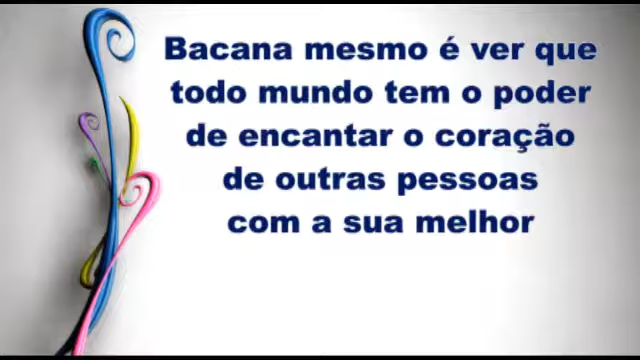 Bacana mesmo é ver que
todo mundo tem o poder
de encantar o coração
de outras pessoas
com a sua melhor